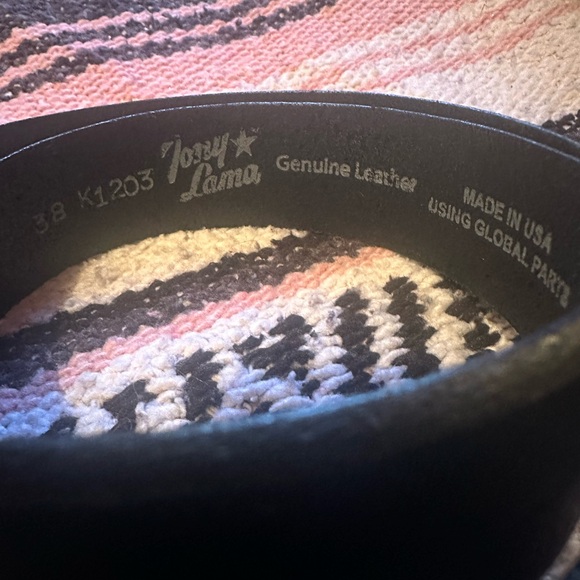 38 K1203
Tony
Lama
Genuine Leather
MADE IN USA
USING GLOBAL PARTS